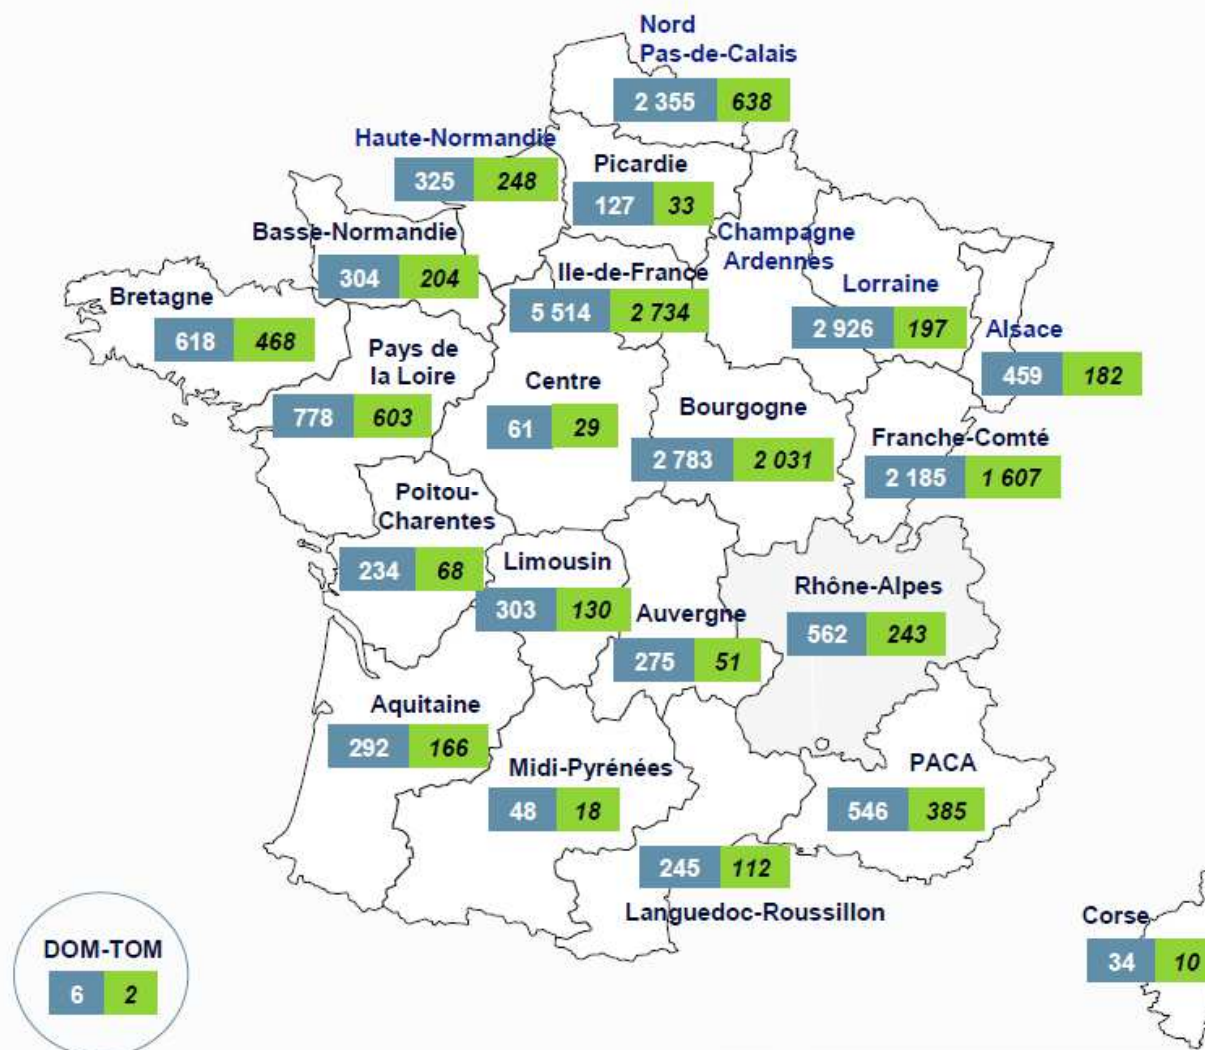 Nord
Pas-de-Calais
2 355 638
Haute-Normandie
325 248
Picardie
127 33
Basse-Normandie
304 204
Champagne
Ardennes
Ile-de-France
5 514 2 734
Lorraine
2 926 197
Bretagne
618 468
Alsace
459 182
Pays de
la Loire
778 603
Centre
61 29
Bourgogne
2 783 2 031
Franche-Comté
2 185 1 607
Poitou-
Charentes
234 68
Limousin
303 130
Auvergne
275 51
Rhône-Alpes
562 243
Aquitaine
292 166
Midi-Pyrénées
48 18
PACA
546 385
245 112
Languedoc-Roussillon
Corse
34 10
DOM-TOM
6 2